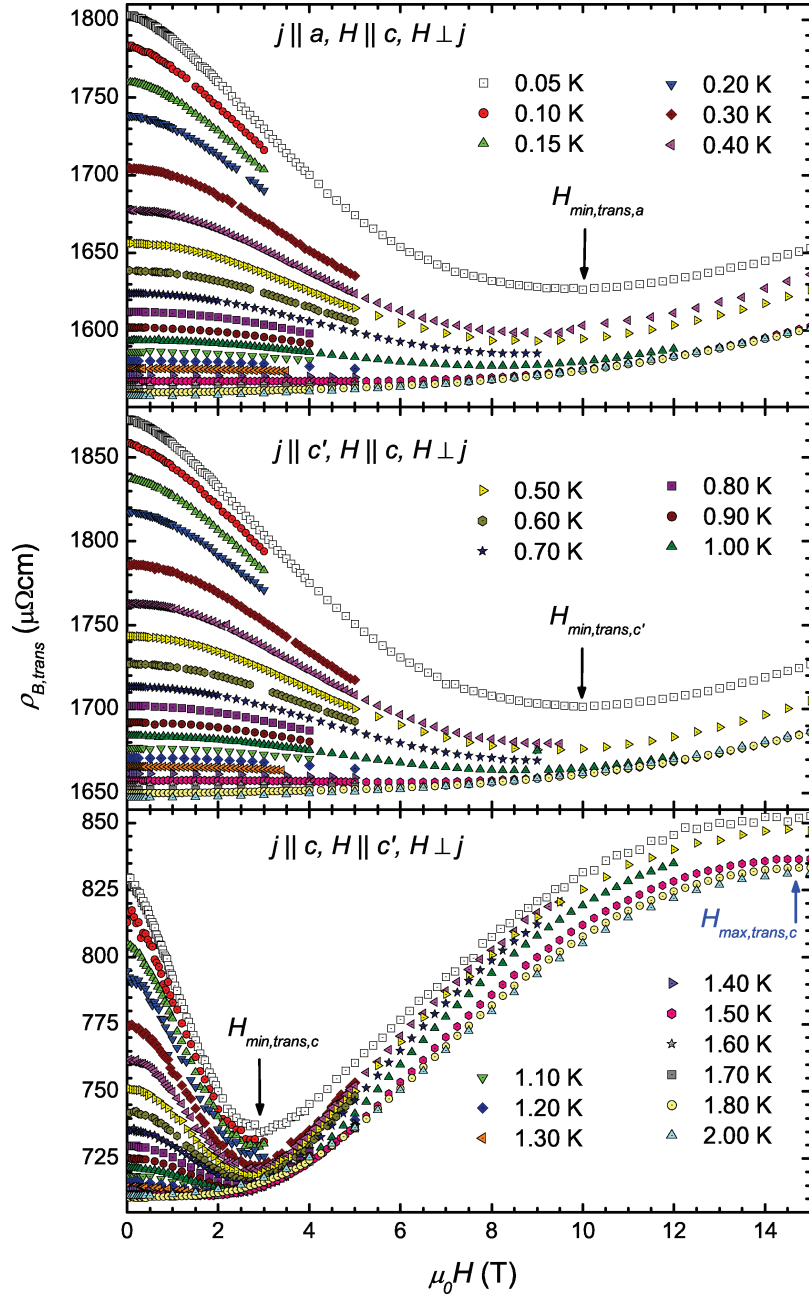 j || a, H || c, H ⊥ j
0.05 K 0.20 K
0.10 K 0.30 K
0.15 K 0.40 K
H_min,trans,a
1800
1750
1700
1650
1600
j || c', H || c, H ⊥ j
0.50 K 0.80 K
0.60 K 0.90 K
0.70 K 1.00 K
H_min,trans,c'
1850
1800
1750
1700
1650
ρ_B,trans (μΩcm)
j || c, H || c', H ⊥ j
H_max,trans,c
H_min,trans,c
850
825
800
775
750
725
1.10 K
1.20 K
1.30 K
1.40 K
1.50 K
1.60 K
1.70 K
1.80 K
2.00 K
0 2 4 6 8 10 12 14
μ₀H (T)